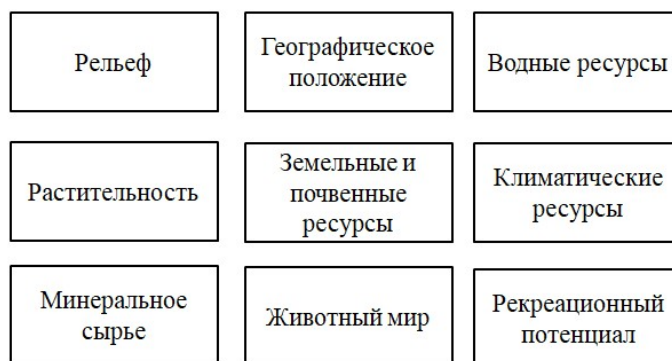 Рельеф
Географическое
положение
Водные ресурсы
Растительность
Земельные и
почвенные
ресурсы
Климатические
ресурсы
Минеральное
сырье
Животный мир
Рекреационный
потенциал